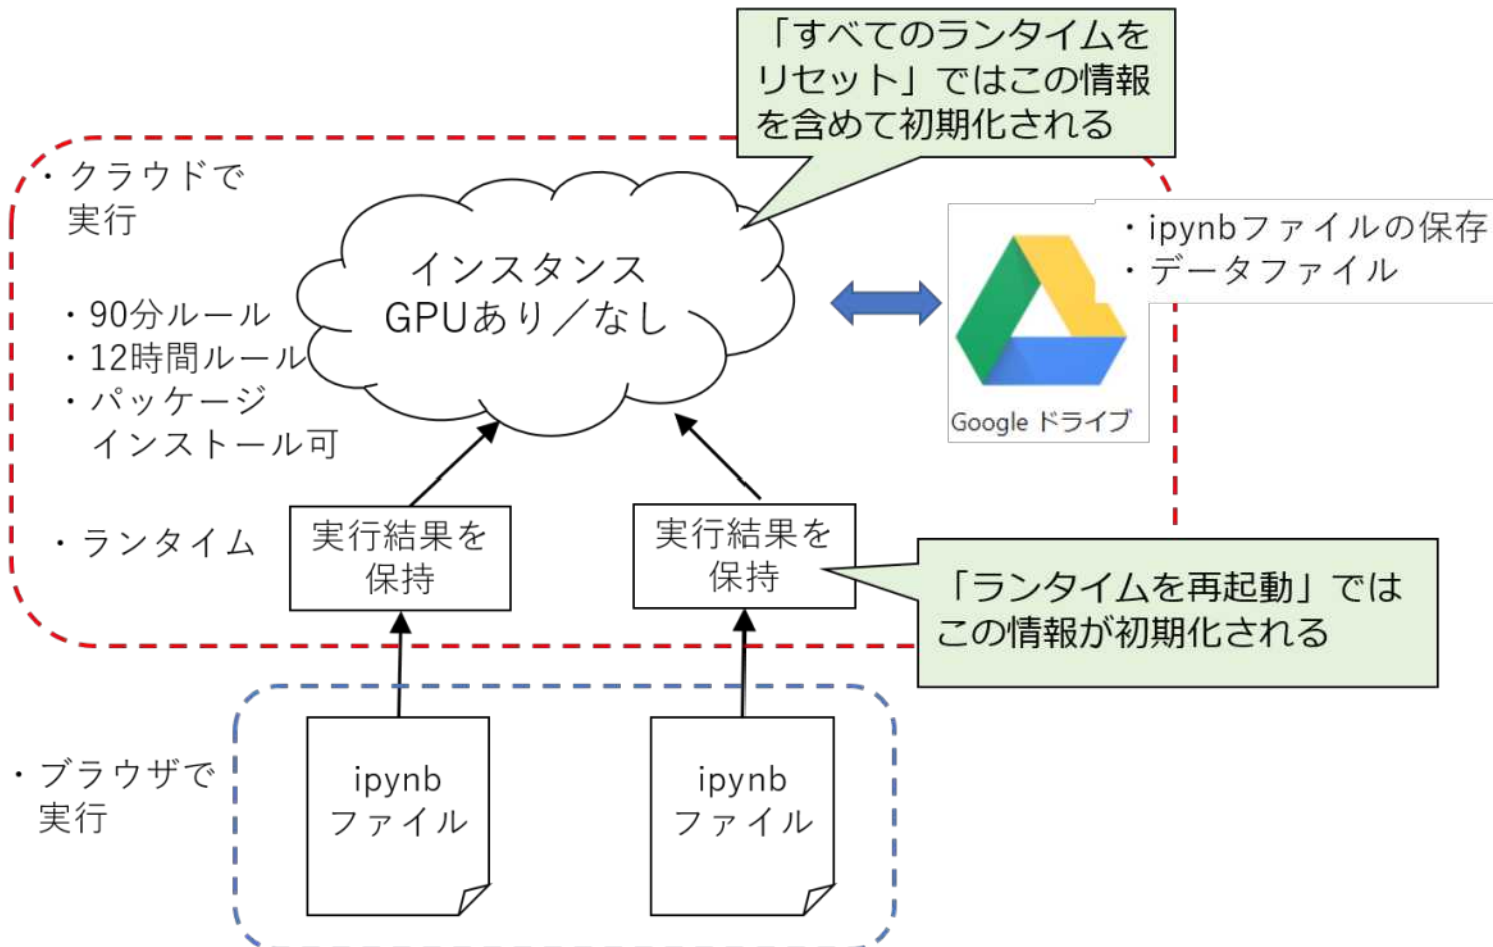 「すべてのランタイムを
リセット」ではこの情報
を含めて初期化される
・クラウドで
実行
・90分ルール
・12時間ルール
・パッケージ
インストール可
インスタンス
GPUあり／なし
・ipynbファイルの保存
・データファイル
Google ドライブ
・ランタイム
実行結果を
保持
実行結果を
保持
「ランタイムを再起動」では
この情報が初期化される
・ブラウザで
実行
ipynb
ファイル
ipynb
ファイル